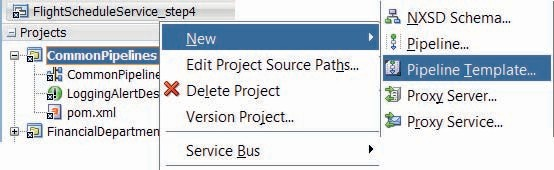 FlightScheduleService_step4
Projects
CommonPipelines
CommonPipeline
LoggingAlertDes
pom.xml
FinancialDepartmen
New
Edit Project Source Paths...
Delete Project
Version Project...
Service Bus
NXSD Schema...
Pipeline...
Pipeline Template...
Proxy Server...
Proxy Service...